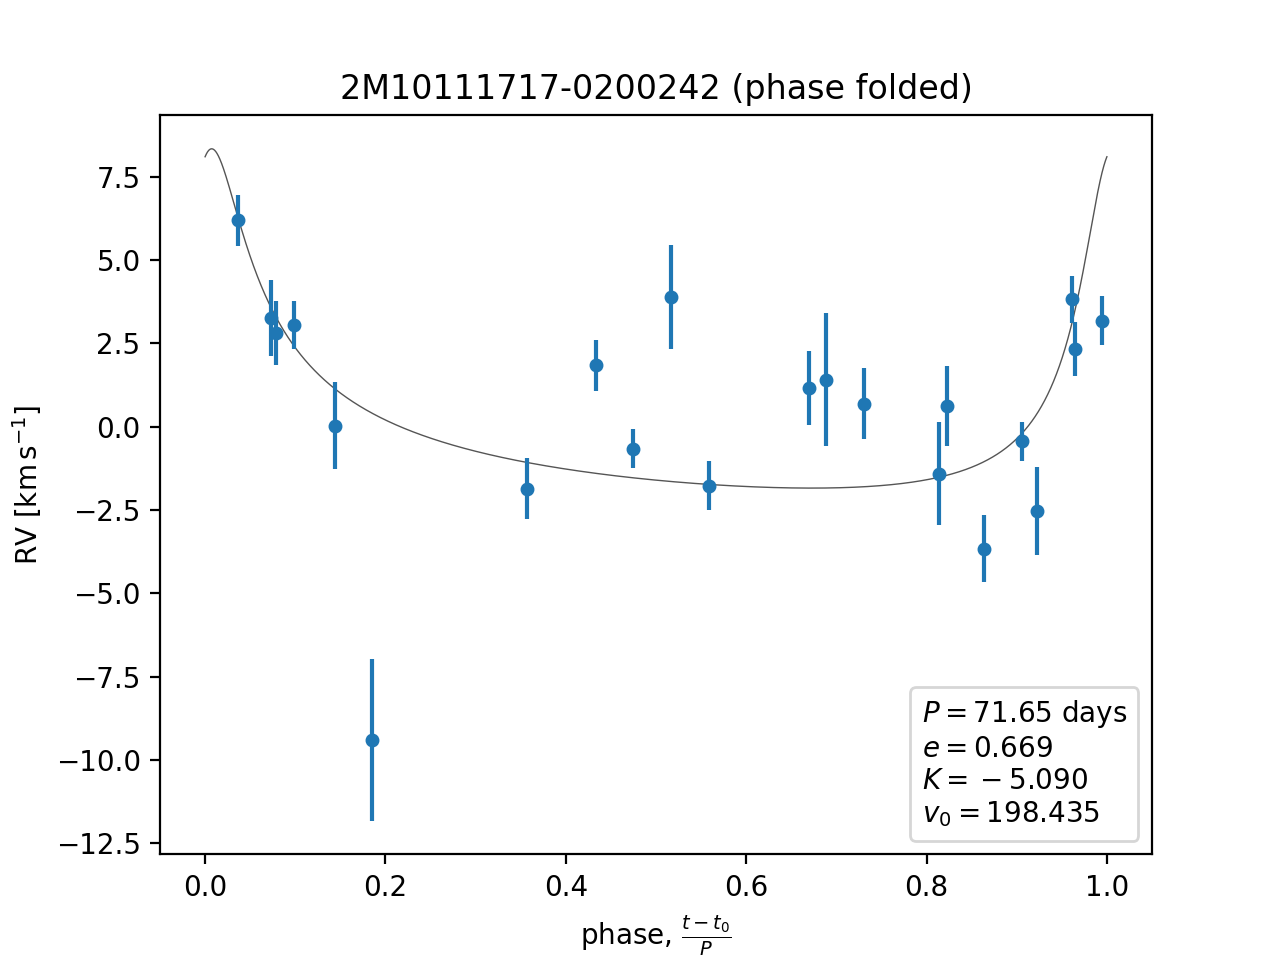 2M10111717-0200242 (phase folded)
RV [km s⁻¹]
7.5
5.0
2.5
0.0
−2.5
−5.0
−7.5
−10.0
−12.5
P = 71.65 days
e = 0.669
K = − 5.090
v₀ = 198.435
0.0 0.2 0.4 0.6 0.8 1.0
phase, (t − t₀)/P